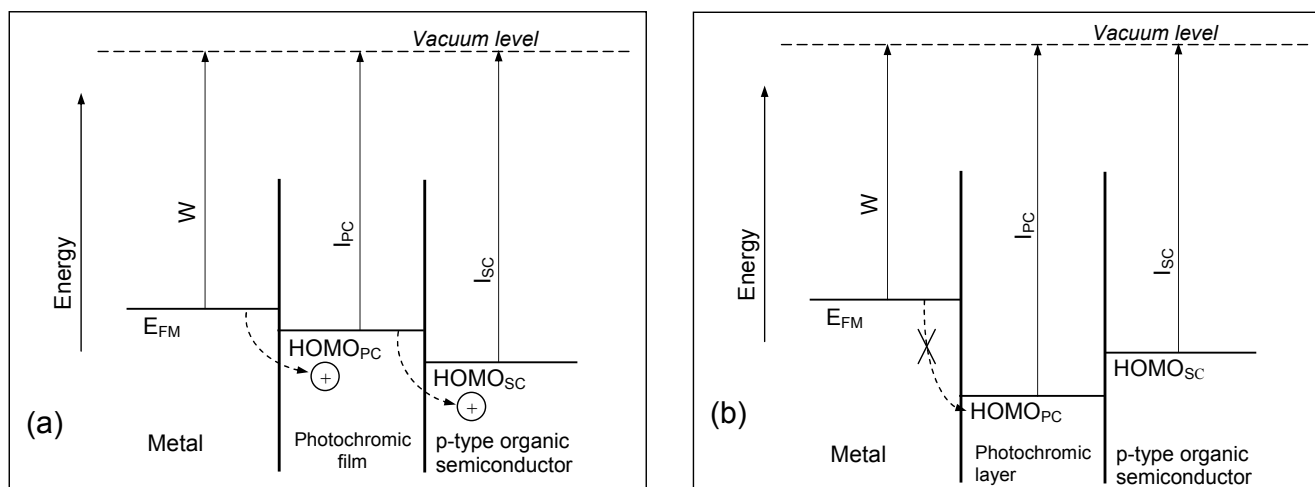 Vacuum level
Energy
W
I_PC
I_SC
E_FM
HOMO_PC
+
HOMO_SC
+
(a)
Metal
Photochromic
film
p-type organic
semiconductor
Vacuum level
Energy
W
I_PC
I_SC
E_FM
HOMO_SC
HOMO_PC
(b)
Metal
Photochromic
layer
p-type organic
semiconductor